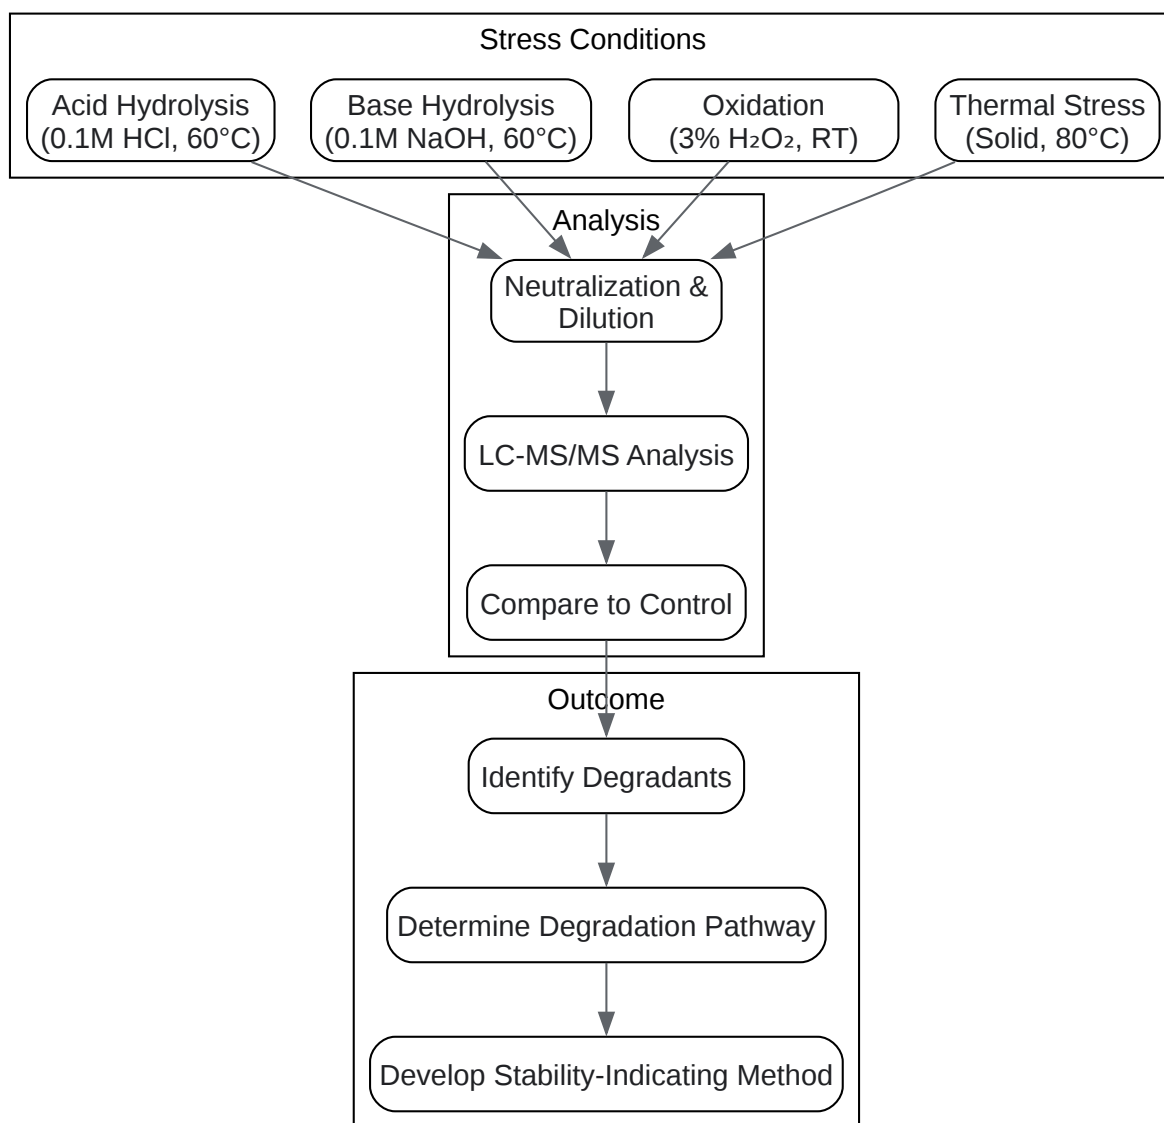 Stress Conditions
Acid Hydrolysis
(0.1M HCl, 60°C)
Base Hydrolysis
(0.1M NaOH, 60°C)
Oxidation
(3% H₂O₂, RT)
Thermal Stress
(Solid, 80°C)
Analysis
Neutralization &
Dilution
LC-MS/MS Analysis
Compare to Control
Outcome
Identify Degradants
Determine Degradation Pathway
Develop Stability-Indicating Method